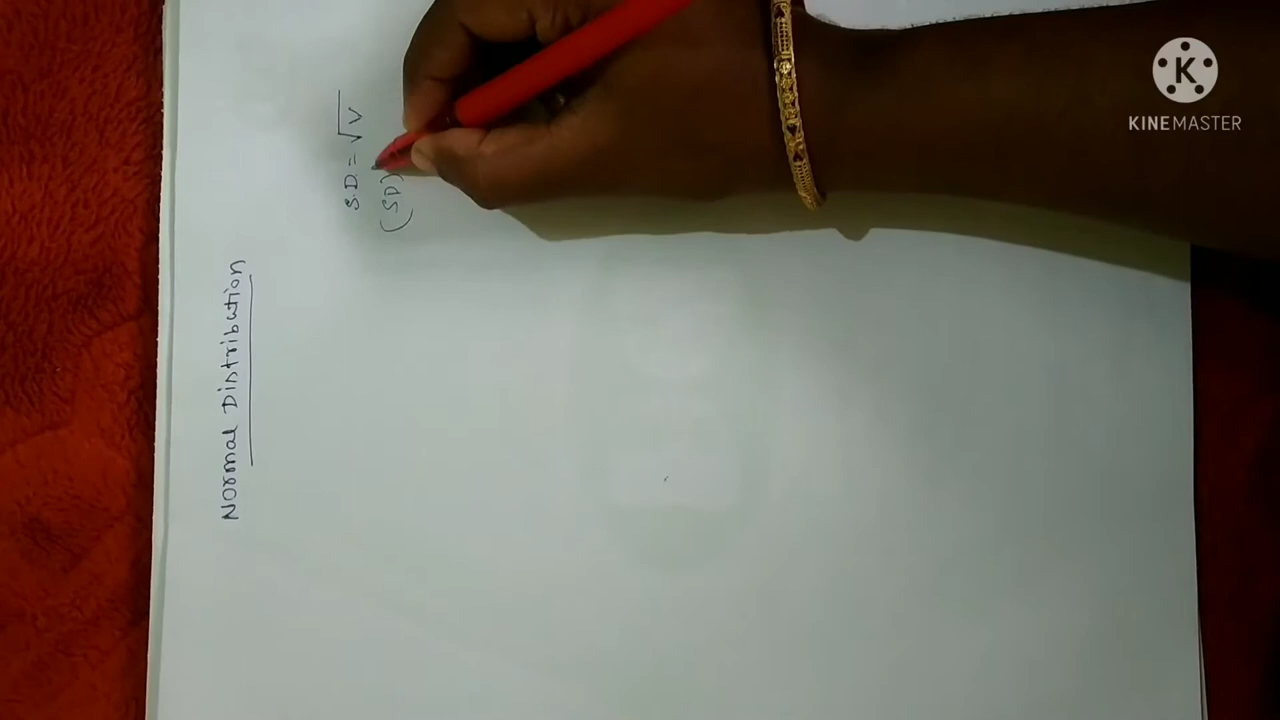 Normal Distribution
S.D. = √V
(SD)
K
KINEMASTER